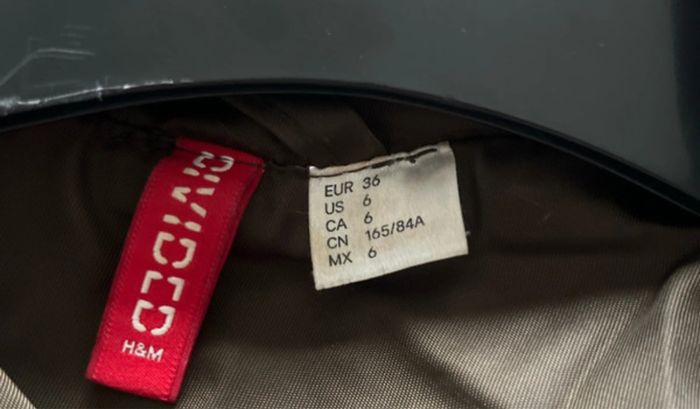 DIVIDED
H&M
EUR 36
US 6
CA 6
CN 165/84A
MX 6